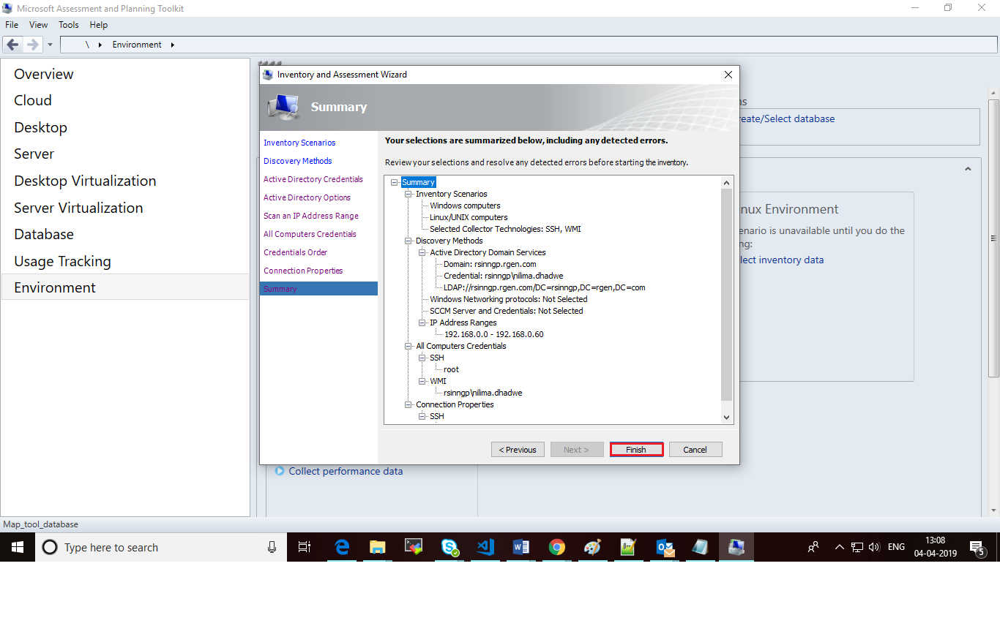 Microsoft Assessment and Planning Toolkit
File View Tools Help
\ Environment
Overview
Cloud
Desktop
Server
Desktop Virtualization
Server Virtualization
Database
Usage Tracking
Environment
Inventory and Assessment Wizard
Summary
Inventory Scenarios
Discovery Methods
Active Directory Credentials
Active Directory Options
Scan an IP Address Range
All Computers Credentials
Credentials Order
Connection Properties
Summary
Your selections are summarized below, including any detected errors.
Review your selections and resolve any detected errors before starting the inventory.
Summary
Inventory Scenarios
Windows computers
Linux/UNIX computers
Selected Collector Technologies: SSH, WMI
Discovery Methods
Active Directory Domain Services
Domain: rsinngp.rgen.com
Credential: rsinngp\nilima.dhadwe
LDAP://rsinngp.rgen.com/DC=rsinngp,DC=rgen,DC=com
Windows Networking protocols: Not Selected
SCCM Server and Credentials: Not Selected
IP Address Ranges
192.168.0.0 - 192.168.0.60
All Computers Credentials
SSH
root
WMI
rsinngp\nilima.dhadwe
Connection Properties
SSH
< Previous Next > Finish Cancel
ns
reate/Select database
nux Environment
enario is unavailable until you do the
ng:
llect inventory data
Collect performance data
Map_tool_database
Type here to search
ENG
13:08
04-04-2019
5